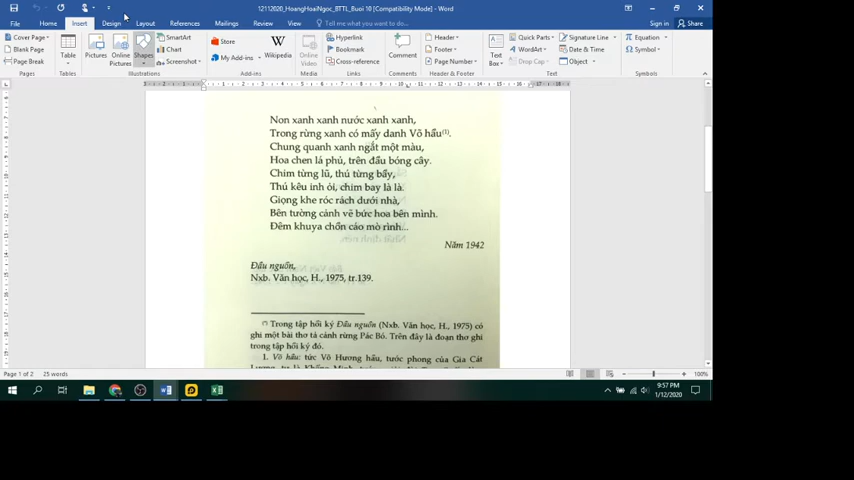 12112020_HoangHoaiNgoc_BTTL_Buoi 10 [Compatibility Mode] - Word
File Home Insert Design Layout References Mailings Review View Tell me what you want to do... Sign in Share
Cover Page
Blank Page
Page Break
Pages
Table
Tables
Pictures
Online Pictures
Shapes
SmartArt
Chart
Screenshot
Illustrations
Store
My Add-ins
Wikipedia
Add-ins
Online Video
Media
Hyperlink
Bookmark
Cross-reference
Links
Comment
Comments
Header
Footer
Page Number
Header & Footer
Text Box
Quick Parts
WordArt
Drop Cap
Signature Line
Date & Time
Object
Text
Equation
Symbol
Symbols
Non xanh xanh nước xanh xanh,
Trong rừng xanh có mấy danh Võ hầu(1).
Chung quanh xanh ngắt một màu,
Hoa chen lá phủ, trên đầu bóng cây.
Chim từng lũ, thú từng bầy,
Thú kêu inh ỏi, chim bay là là.
Giọng khe róc rách dưới nhà,
Bên tường cảnh vẽ bức hoa bên mình.
Đêm khuya chồn cáo mò rình...
Năm 1942
Đầu nguồn,
Nxb. Văn học, H., 1975, tr.139.
(*) Trong tập hồi ký Đầu nguồn (Nxb. Văn học, H., 1975) có
ghi một bài thơ tả cảnh rừng Pác Bó. Trên đây là đoạn thơ ghi
trong tập hồi ký đó.
1. Võ hầu: tức Võ Hương hầu, tước phong của Gia Cát
Page 1 of 2 25 words
100%
9:57 PM
1/12/2020